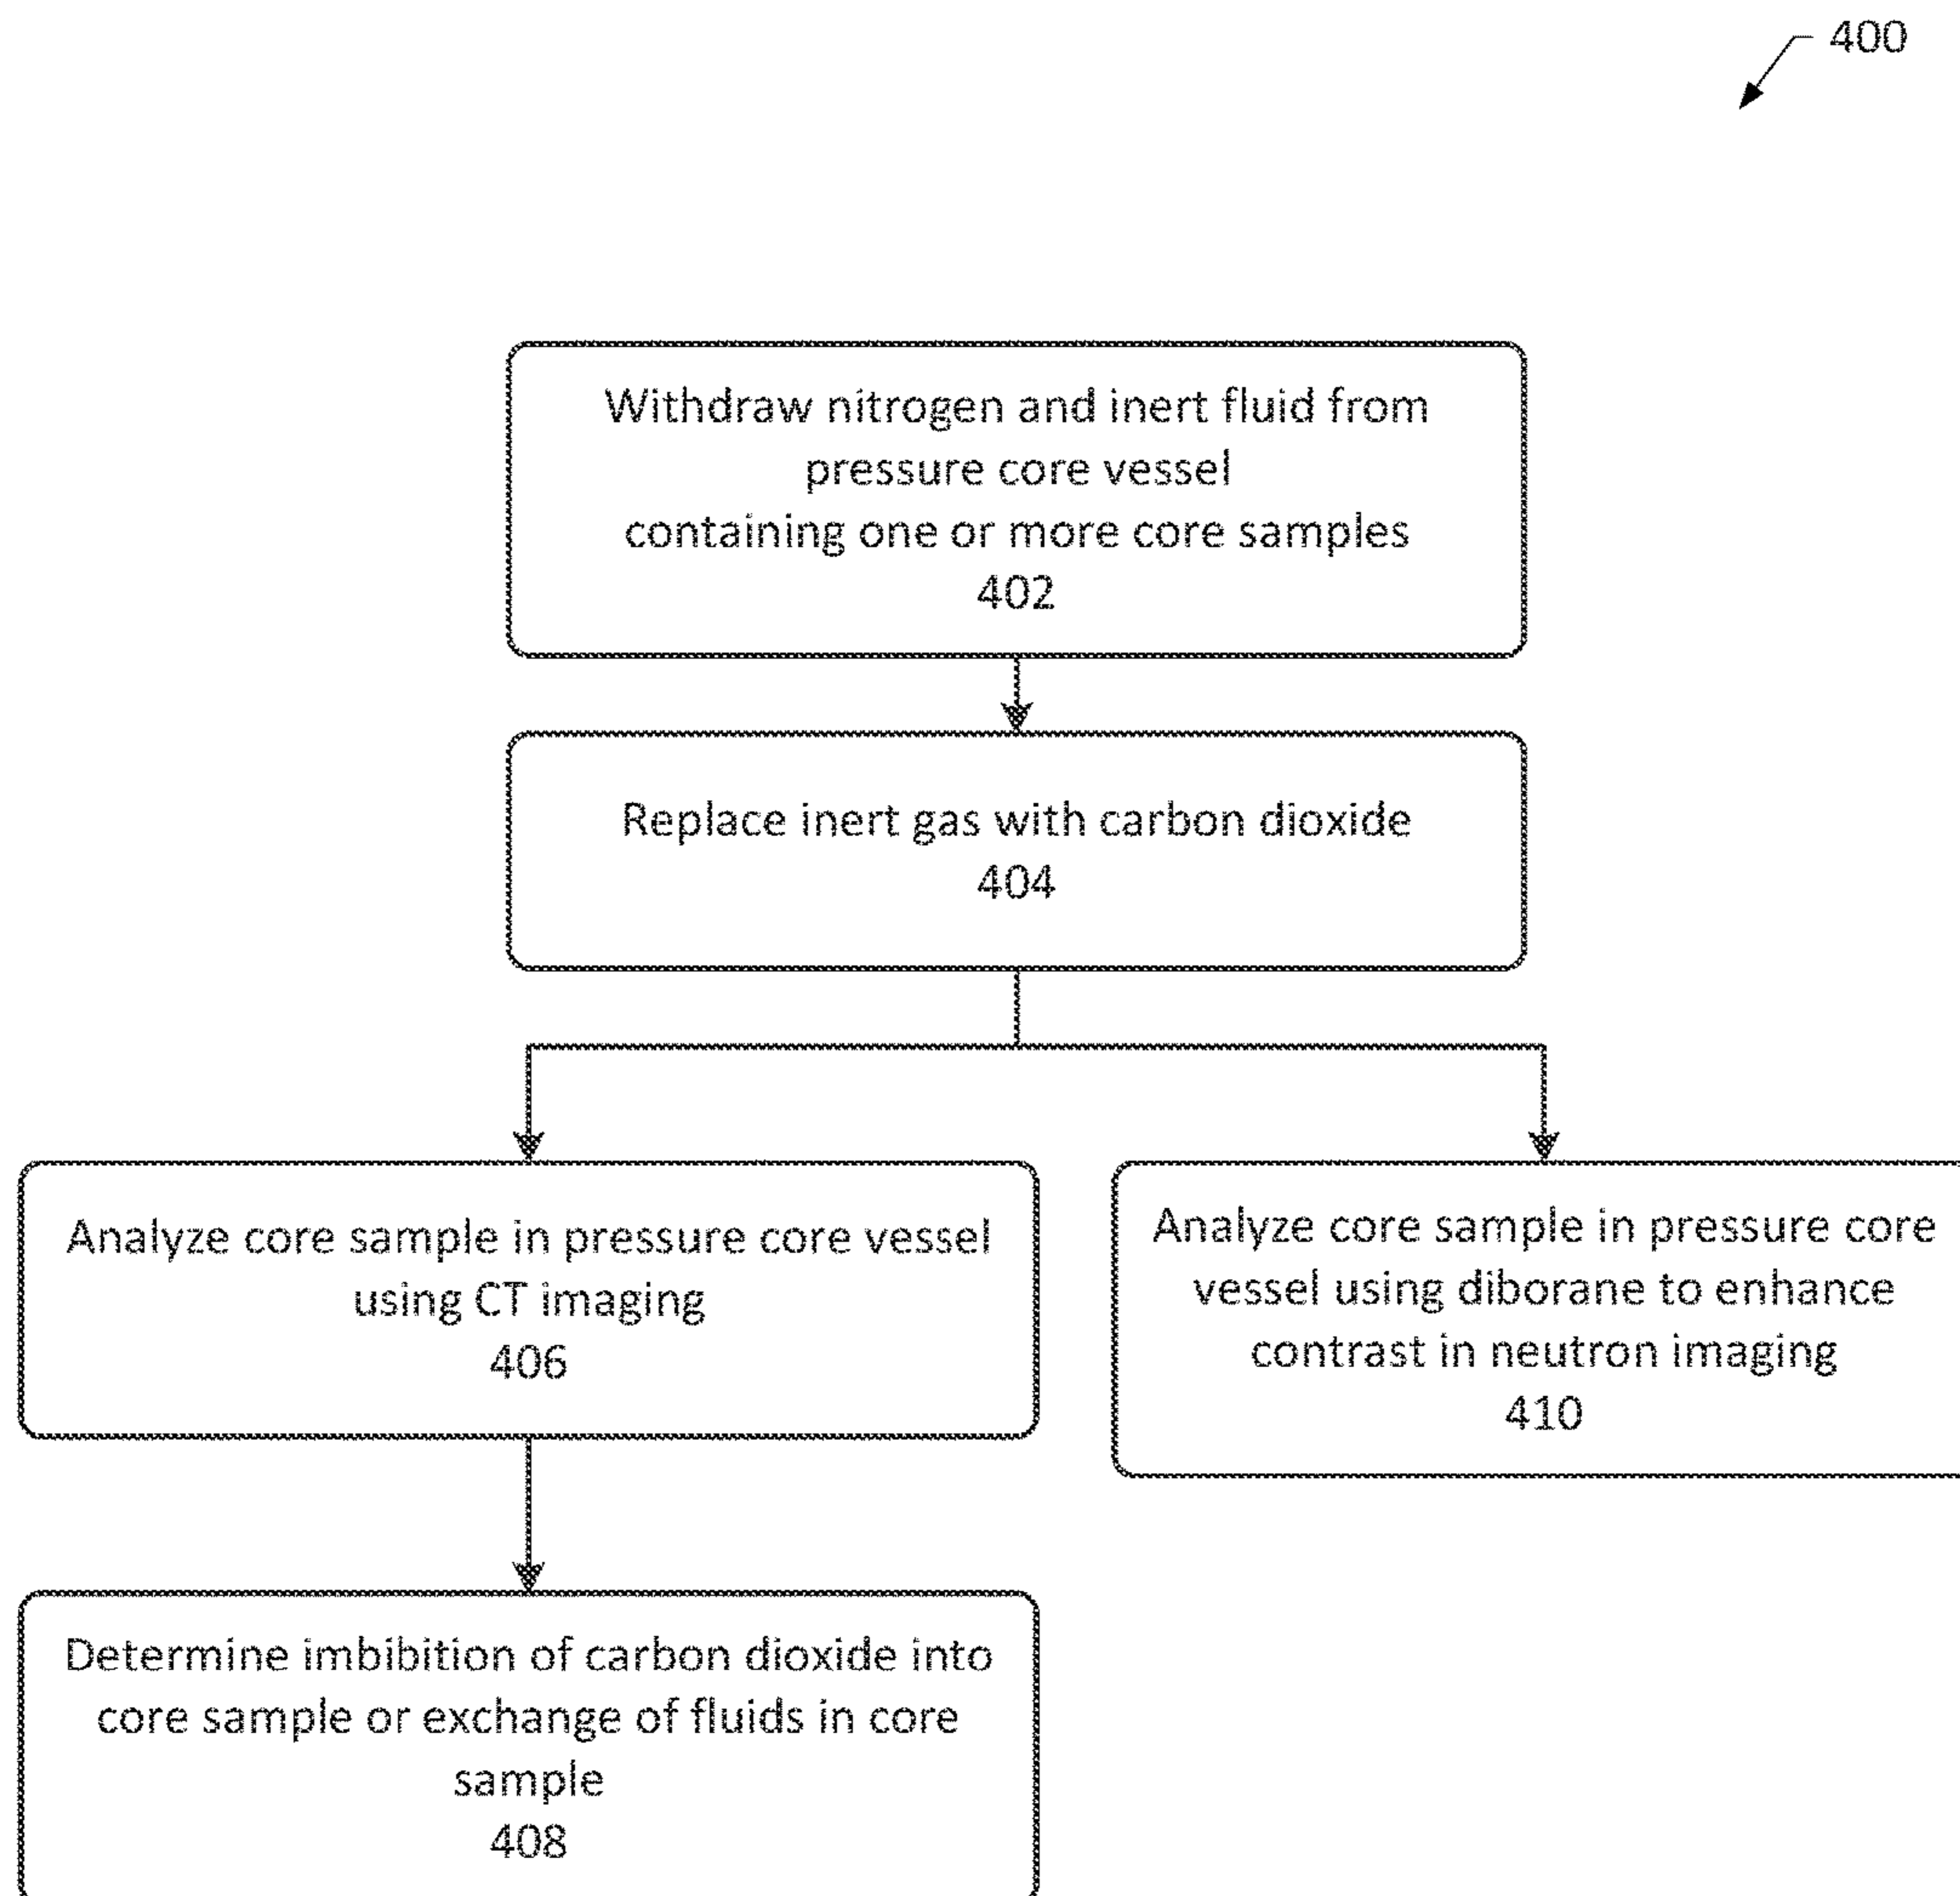 400
Withdraw nitrogen and inert fluid from
pressure core vessel
containing one or more core samples
402
Replace inert gas with carbon dioxide
404
Analyze core sample in pressure core vessel
using CT imaging
406
Analyze core sample in pressure core
vessel using diborane to enhance
contrast in neutron imaging
410
Determine imbibition of carbon dioxide into
core sample or exchange of fluids in core
sample
408